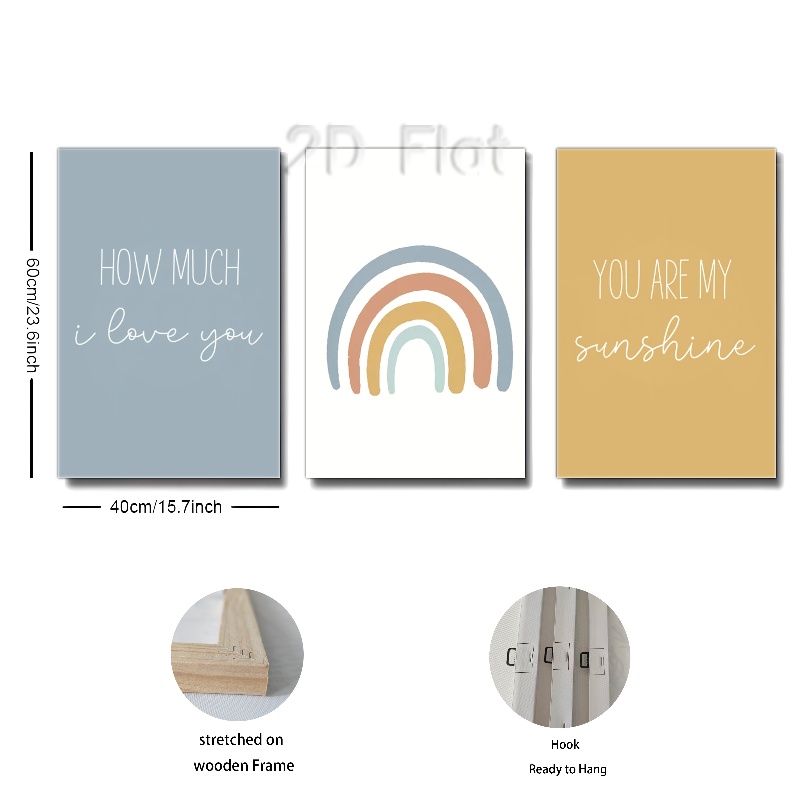 2D Flat
HOW MUCH
i love you
YOU ARE MY
sunshine
60cm/23.6inch
40cm/15.7inch
stretched on
wooden Frame
Hook
Ready to Hang